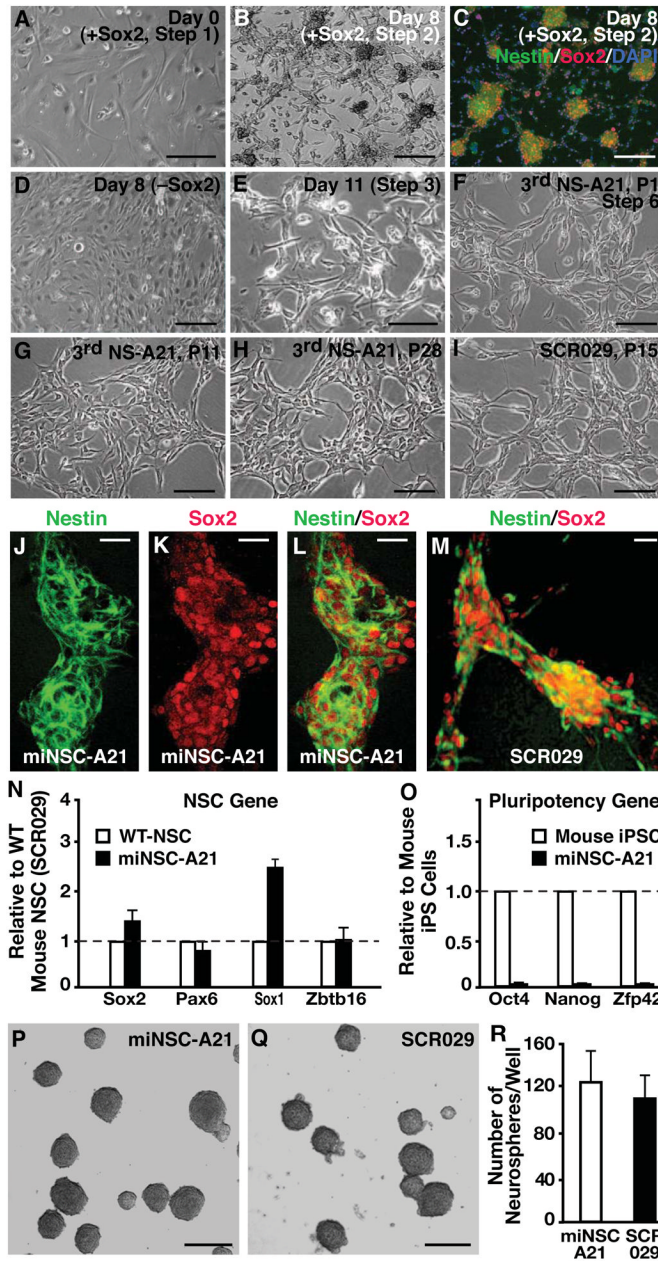 A
Day 0
(+Sox2, Step 1)
B
Day 8
(+Sox2, Step 2)
C
Day 8
(+Sox2, Step 2)
Nestin/Sox2/DAPI
D
Day 8 (–Sox2)
E
Day 11 (Step 3)
F
3rd NS-A21, P1
Step 6
G
3rd NS-A21, P11
H
3rd NS-A21, P28
I
SCR029, P15
Nestin
Sox2
Nestin/Sox2
Nestin/Sox2
J
miNSC-A21
K
miNSC-A21
L
miNSC-A21
M
SCR029
N
NSC Gene
Relative to WT
Mouse NSC (SCR029)
4
3
2
1
0
WT-NSC
miNSC-A21
Sox2 Pax6 Sox1 Zbtb16
O
Pluripotency Gene
Relative to Mouse
iPS Cells
1.5
1.0
0.5
0
Mouse iPSC
miNSC-A21
Oct4 Nanog Zfp42
P
miNSC-A21
Q
SCR029
R
Number of
Neurospheres/Well
160
120
80
40
0
miNSC
A21
SCR
029